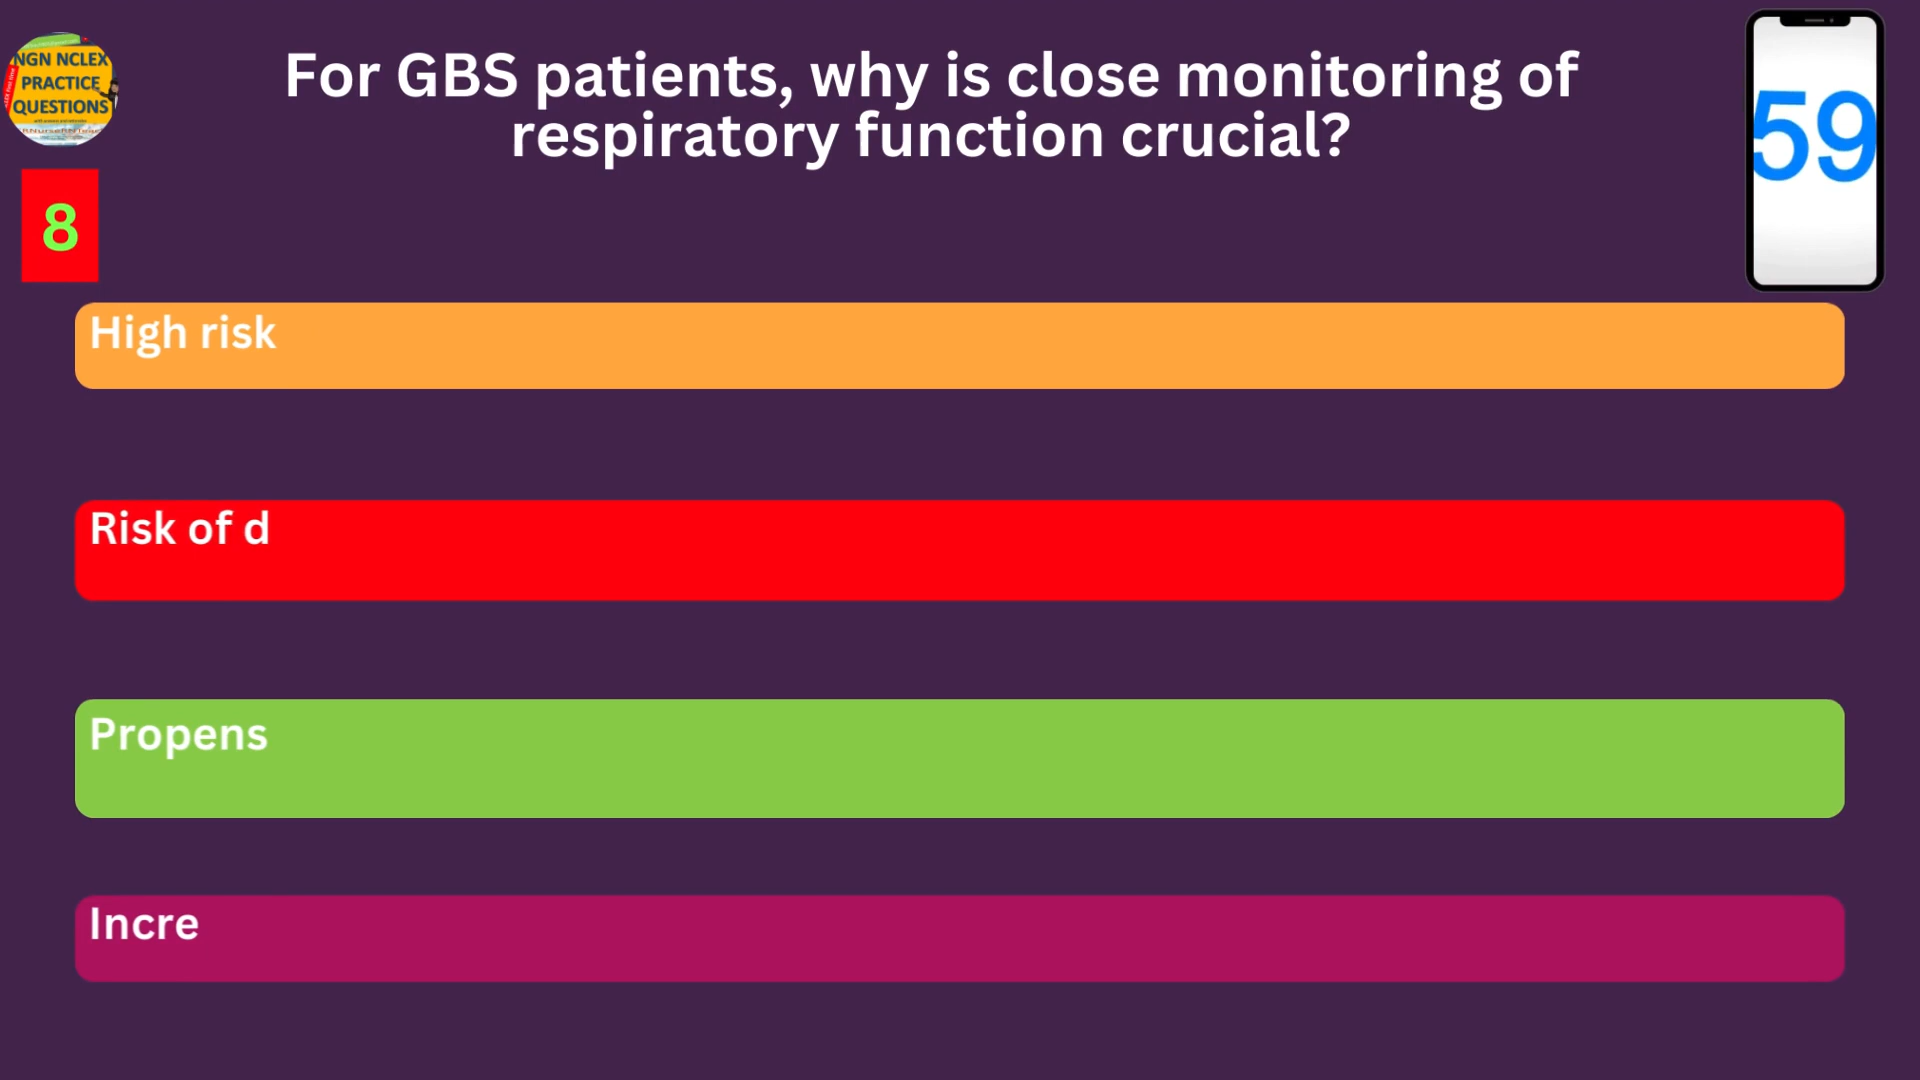 NGN NCLEX
PRACTICE
QUESTIONS
For GBS patients, why is close monitoring of
respiratory function crucial?
59
8
High risk
Risk of d
Propens
Incre